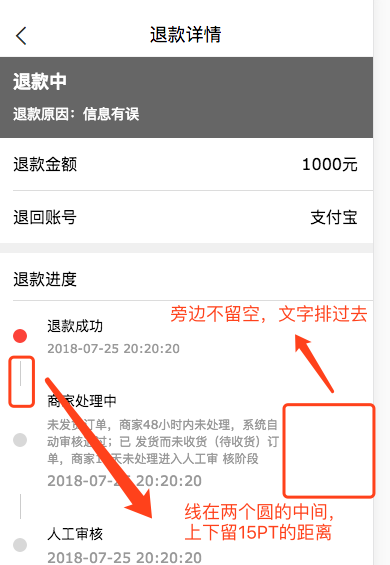 退款详情
退款中
退款原因：信息有误
退款金额 1000元
退回账号 支付宝
退款进度
旁边不留空，文字排过去
退款成功
2018-07-25 20:20:20
商家处理中
未发货订单，商家48小时内未处理，系统自
动审核通过；已 发货而未收货（待收货）订
单，商家 天未处理进入人工审 核阶段
2018-07-25 20:20:20
线在两个圆的中间，
上下留15PT的距离
人工审核
2018-07-25 20:20:20